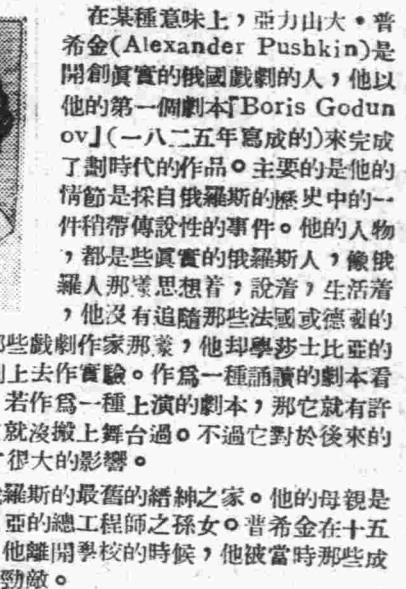 在某種意味上，亞力山大•普
希金(Alexander Pushkin)是
開創眞實的俄國戲劇的人，他以
他的第一個劇本『Boris Godun
ov』(一八二五年寫成的)來完成
了劃時代的作品。主要的是他的
情節是採自俄羅斯的歷史中的一
件稍帶傳說性的事件。他的人物
，都是些眞實的俄羅斯人，像俄
羅人那樣思想着，說着，生活着
，他沒有追隨那些法國或德國的
那些戲劇作家那樣，他却學莎士比亞的
上去作實驗。作爲一種誦讀的劇本看
若作爲一種上演的劇本，那它就有許
就沒搬上舞台過。不過它對於後來的
很大的影響。
羅斯的最舊的縉紳之家。他的母親是
亞的總工程師之孫女。普希金在十五
他離開學校的時候，他被當時那些成
勁敵。